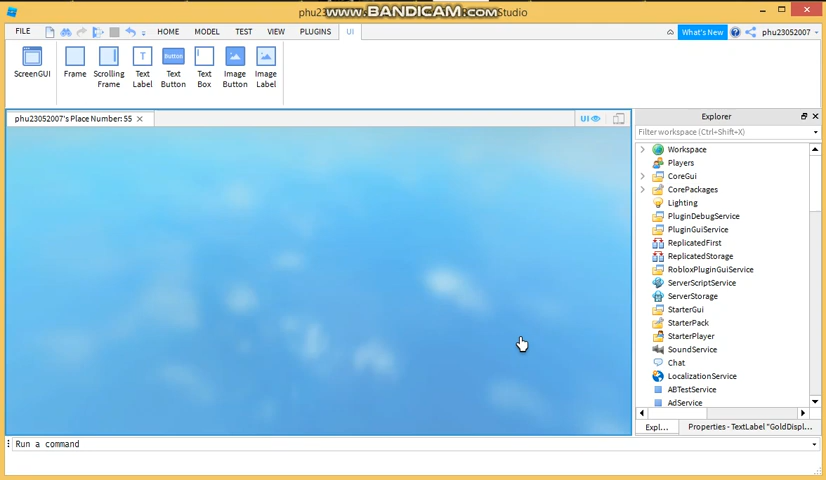 phu23
www.BANDICAM.com
Studio
FILE
HOME
MODEL
TEST
VIEW
PLUGINS
UI
What's New
phu23052007
ScreenGUI
Frame
Scrolling
Frame
Text
Label
Button
Text
Button
Text
Box
Image
Button
Image
Label
phu23052007's Place Number: 55
UI
Explorer
Filter workspace (Ctrl+Shift+X)
Workspace
Players
CoreGui
CorePackages
Lighting
PluginDebugService
PluginGuiService
ReplicatedFirst
ReplicatedStorage
RobloxPluginGuiService
ServerScriptService
ServerStorage
StarterGui
StarterPack
StarterPlayer
SoundService
Chat
LocalizationService
ABTestService
AdService
Expl...
Properties - TextLabel "GoldDispl...
Run a command